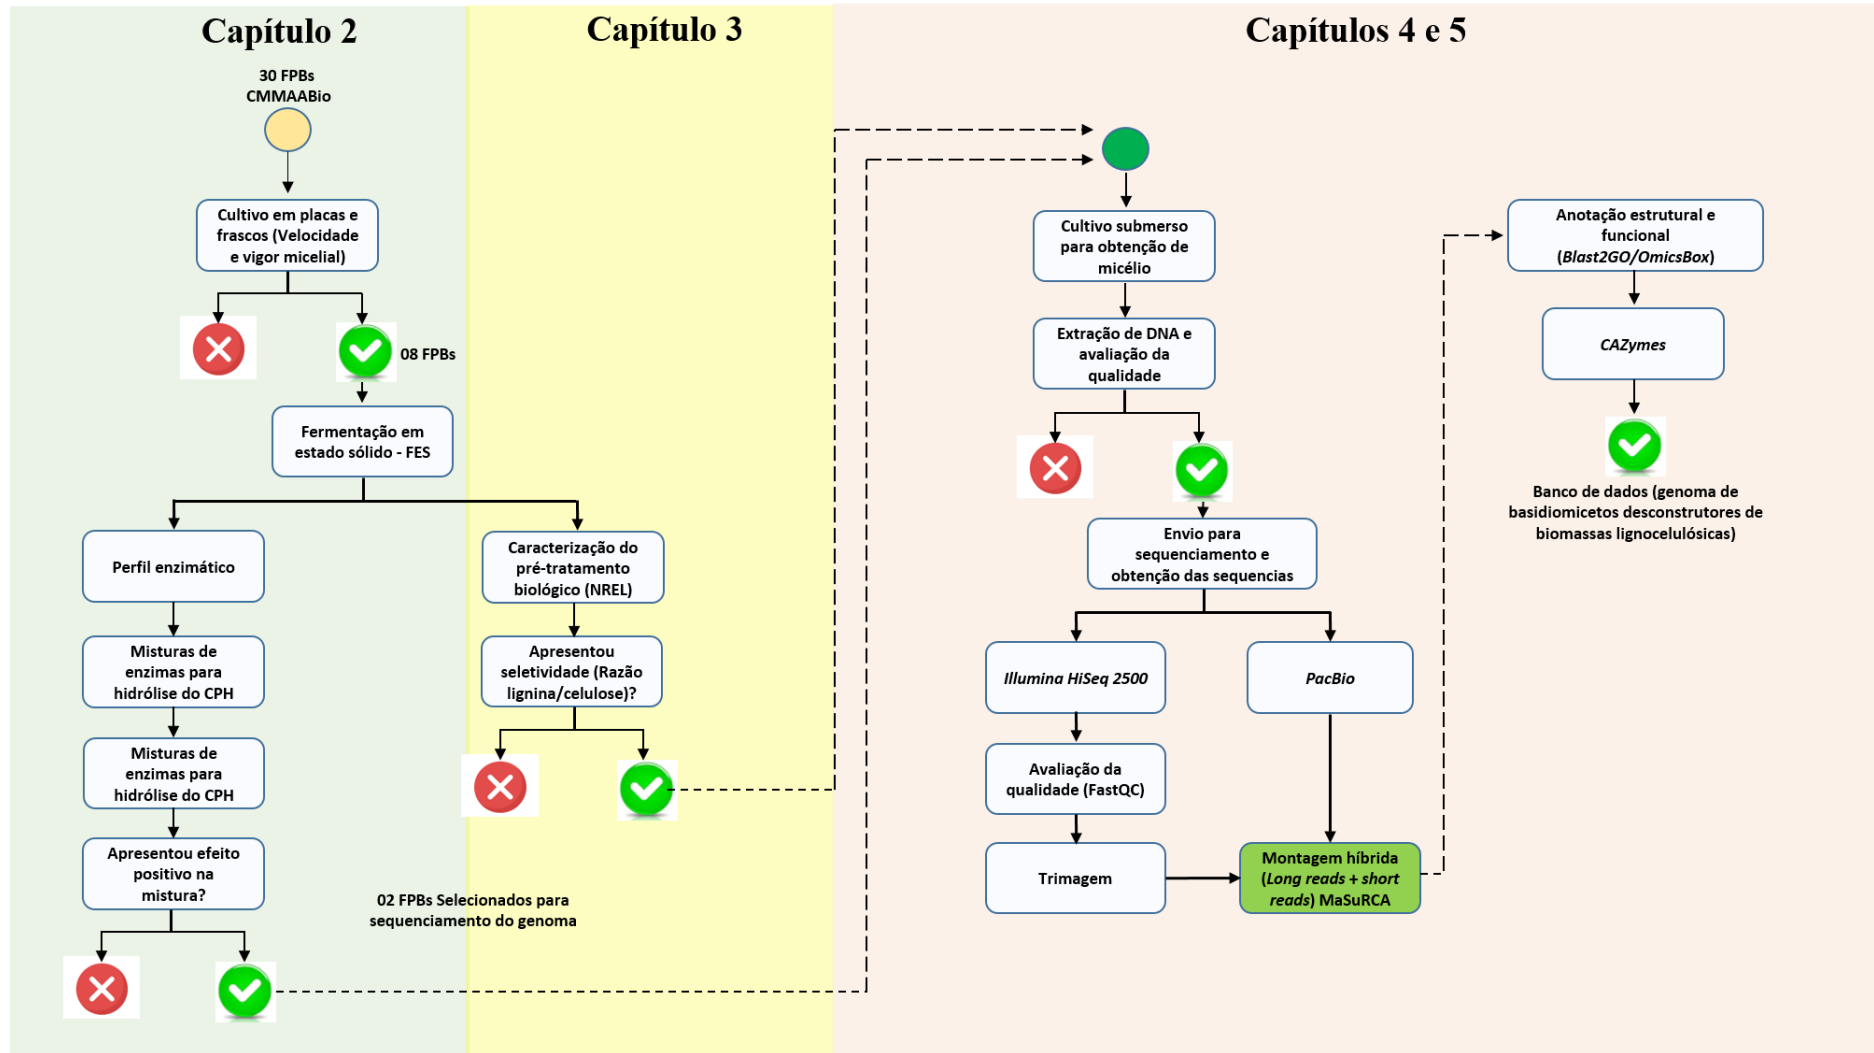 Capítulo 2
30 FPBs
CMMAABio
Cultivo em placas e
frascos (Velocidade
e vigor micelial)
08 FPBs
Fermentação em
estado sólido - FES
Perfil enzimático
Misturas de
enzimas para
hidrólise do CPH
Misturas de
enzimas para
hidrólise do CPH
Apresentou efeito
positivo na
mistura?
Capítulo 3
Caracterização do
pré-tratamento
biológico (NREL)
Apresentou
seletividade (Razão
lignina/celulose)?
02 FPBs Selecionados para
sequenciamento do genoma
Capítulos 4 e 5
Cultivo submerso
para obtenção de
micélio
Extração de DNA e
avaliação da
qualidade
Envio para
sequenciamento e
obtenção das sequencias
Illumina HiSeq 2500
Avaliação da
qualidade (FastQC)
Trimagem
PacBio
Montagem híbrida
(Long reads + short
reads) MaSuRCA
Anotação estrutural e
funcional
(Blast2GO/OmicsBox)
CAZymes
Banco de dados (genoma de
basidiomicetos desconstrutores de
biomassas lignocelulósicas)